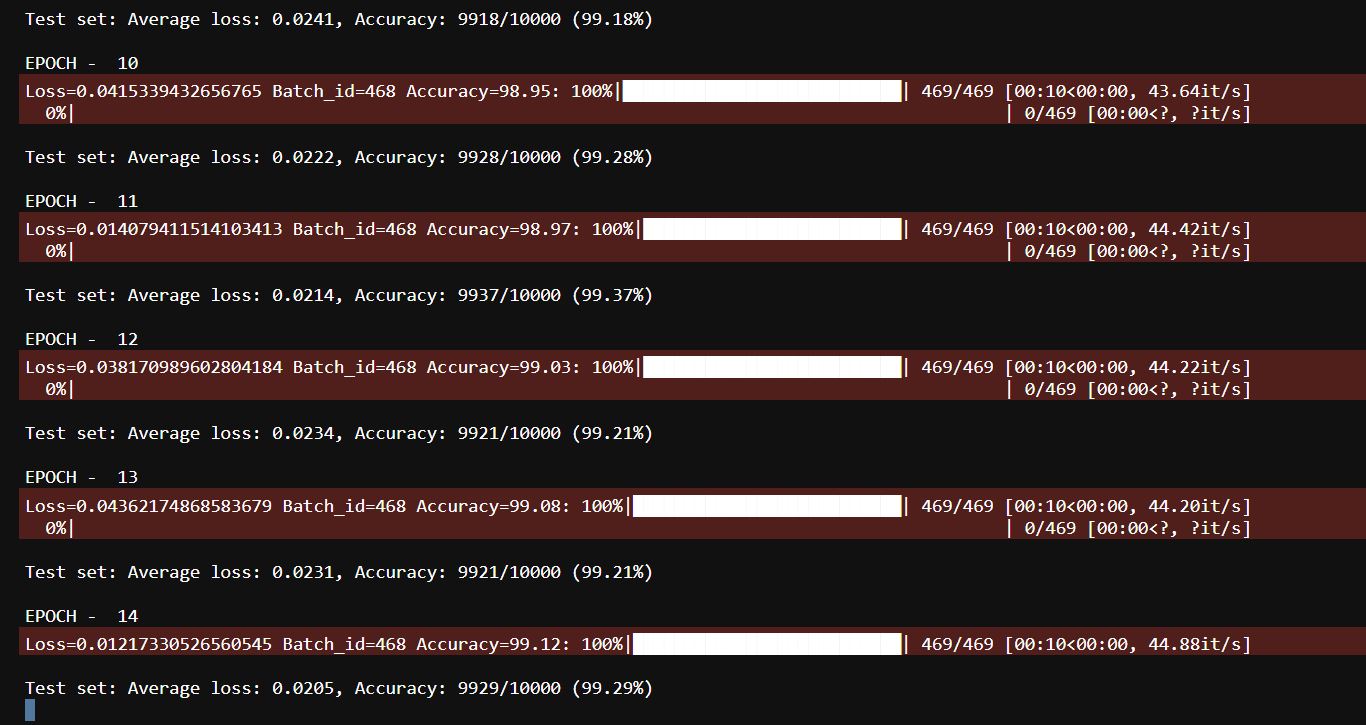 Test set: Average loss: 0.0241, Accuracy: 9918/10000 (99.18%)
EPOCH -  10
Loss=0.0415339432656765 Batch_id=468 Accuracy=98.95: 100%|██████████| 469/469 [00:10<00:00, 43.64it/s]
0%| | 0/469 [00:00<?, ?it/s]
Test set: Average loss: 0.0222, Accuracy: 9928/10000 (99.28%)
EPOCH -  11
Loss=0.014079411514103413 Batch_id=468 Accuracy=98.97: 100%|██████████| 469/469 [00:10<00:00, 44.42it/s]
0%| | 0/469 [00:00<?, ?it/s]
Test set: Average loss: 0.0214, Accuracy: 9937/10000 (99.37%)
EPOCH -  12
Loss=0.038170989602804184 Batch_id=468 Accuracy=99.03: 100%|██████████| 469/469 [00:10<00:00, 44.22it/s]
0%| | 0/469 [00:00<?, ?it/s]
Test set: Average loss: 0.0234, Accuracy: 9921/10000 (99.21%)
EPOCH -  13
Loss=0.04362174868583679 Batch_id=468 Accuracy=99.08: 100%|██████████| 469/469 [00:10<00:00, 44.20it/s]
0%| | 0/469 [00:00<?, ?it/s]
Test set: Average loss: 0.0231, Accuracy: 9921/10000 (99.21%)
EPOCH -  14
Loss=0.01217330526560545 Batch_id=468 Accuracy=99.12: 100%|██████████| 469/469 [00:10<00:00, 44.88it/s]
Test set: Average loss: 0.0205, Accuracy: 9929/10000 (99.29%)